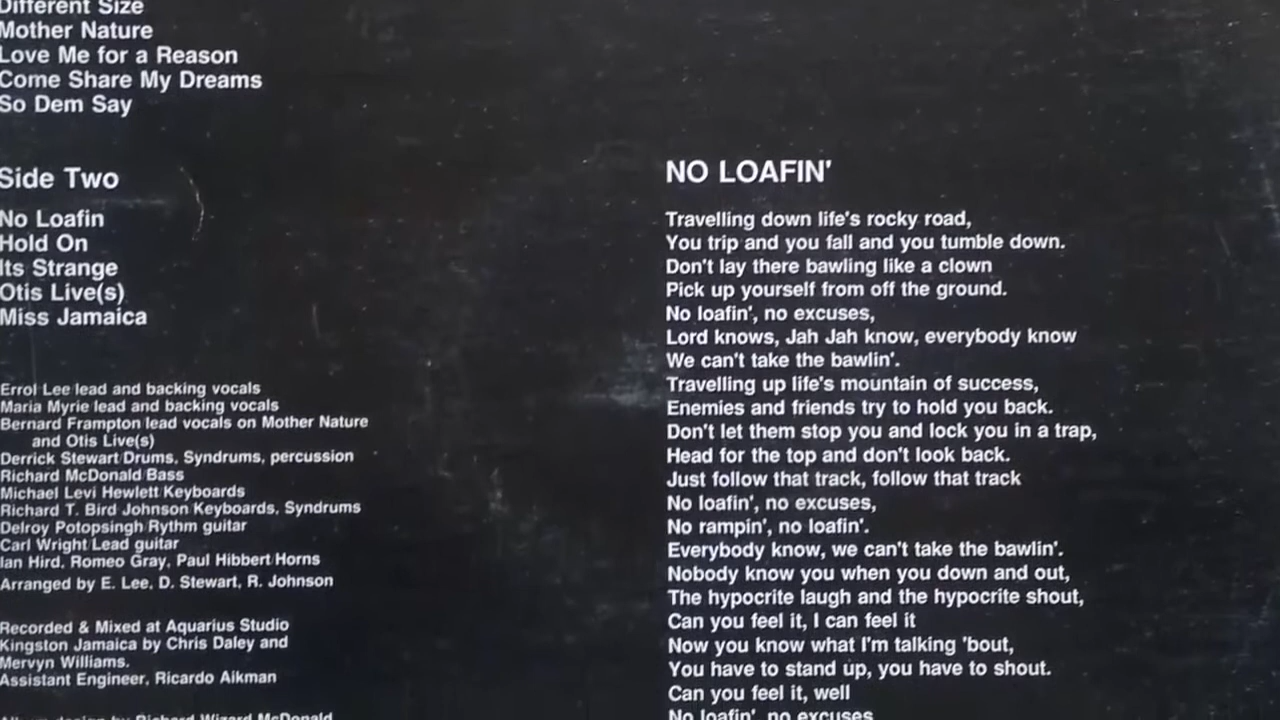 Different Size
Mother Nature
Love Me for a Reason
Come Share My Dreams
So Dem Say
Side Two
No Loafin
Hold On
Its Strange
Otis Live(s)
Miss Jamaica
Errol Lee lead and backing vocals
Maria Myrie lead and backing vocals
Bernard Frampton lead vocals on Mother Nature
and Otis Live(s)
Derrick Stewart Drums, Syndrums, percussion
Richard McDonald Bass
Michael Levi Hewlett Keyboards
Richard T. Bird Johnson Keyboards, Syndrums
Delroy Potopsingh Rythm guitar
Carl Wright Lead guitar
Ian Hird, Romeo Gray, Paul Hibbert Horns
Arranged by E. Lee, D. Stewart, R. Johnson
Recorded & Mixed at Aquarius Studio
Kingston Jamaica by Chris Daley and
Mervyn Williams.
Assistant Engineer, Ricardo Aikman
Album design by Richard Wizard McDonald
NO LOAFIN'
Travelling down life's rocky road,
You trip and you fall and you tumble down.
Don't lay there bawling like a clown
Pick up yourself from off the ground.
No loafin', no excuses,
Lord knows, Jah Jah know, everybody know
We can't take the bawlin'.
Travelling up life's mountain of success,
Enemies and friends try to hold you back.
Don't let them stop you and lock you in a trap,
Head for the top and don't look back.
Just follow that track, follow that track
No loafin', no excuses,
No rampin', no loafin'.
Everybody know, we can't take the bawlin'.
Nobody know you when you down and out,
The hypocrite laugh and the hypocrite shout,
Can you feel it, I can feel it
Now you know what I'm talking 'bout,
You have to stand up, you have to shout.
Can you feel it, well
No loafin', no excuses